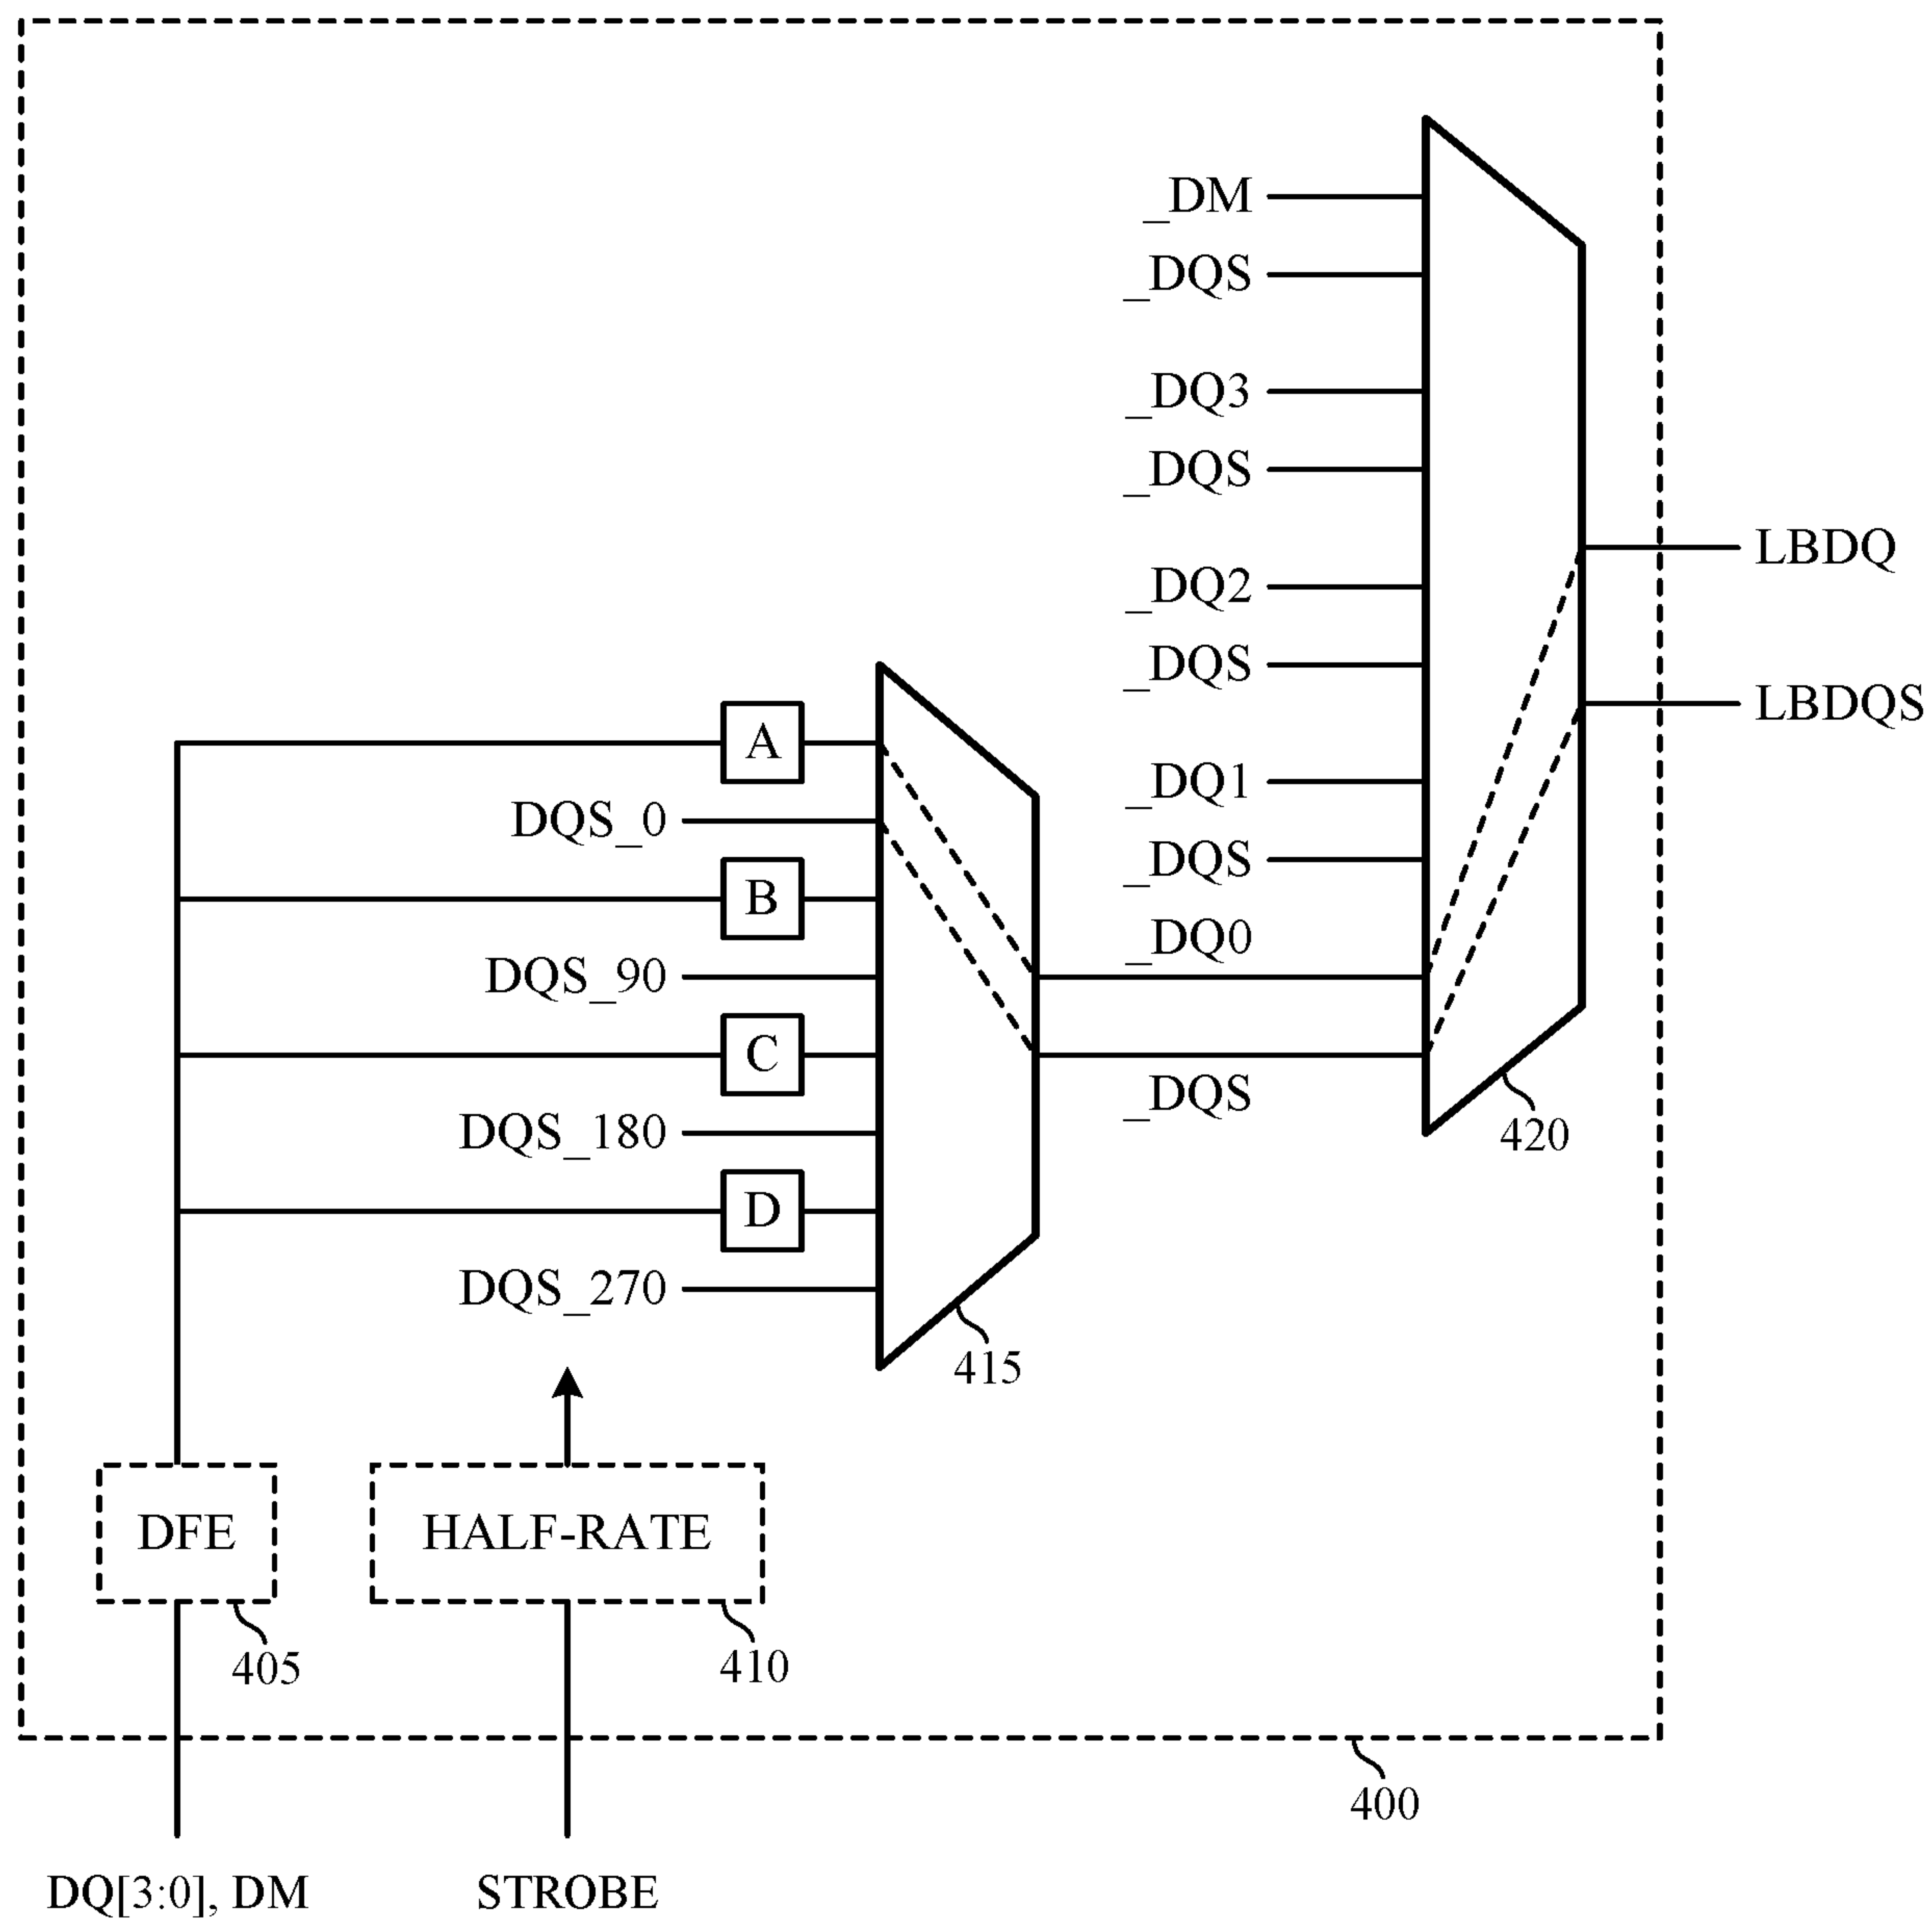 _DM
_DQS
_DQ3
_DQS
LBDQ
_DQ2
_DQS
LBDQS
A
_DQ1
DQS_0
_DQS
B
_DQ0
DQS_90
C
_DQS
DQS_180
420
D
DQS_270
415
DFE
HALF-RATE
405
410
400
DQ[3:0], DM
STROBE